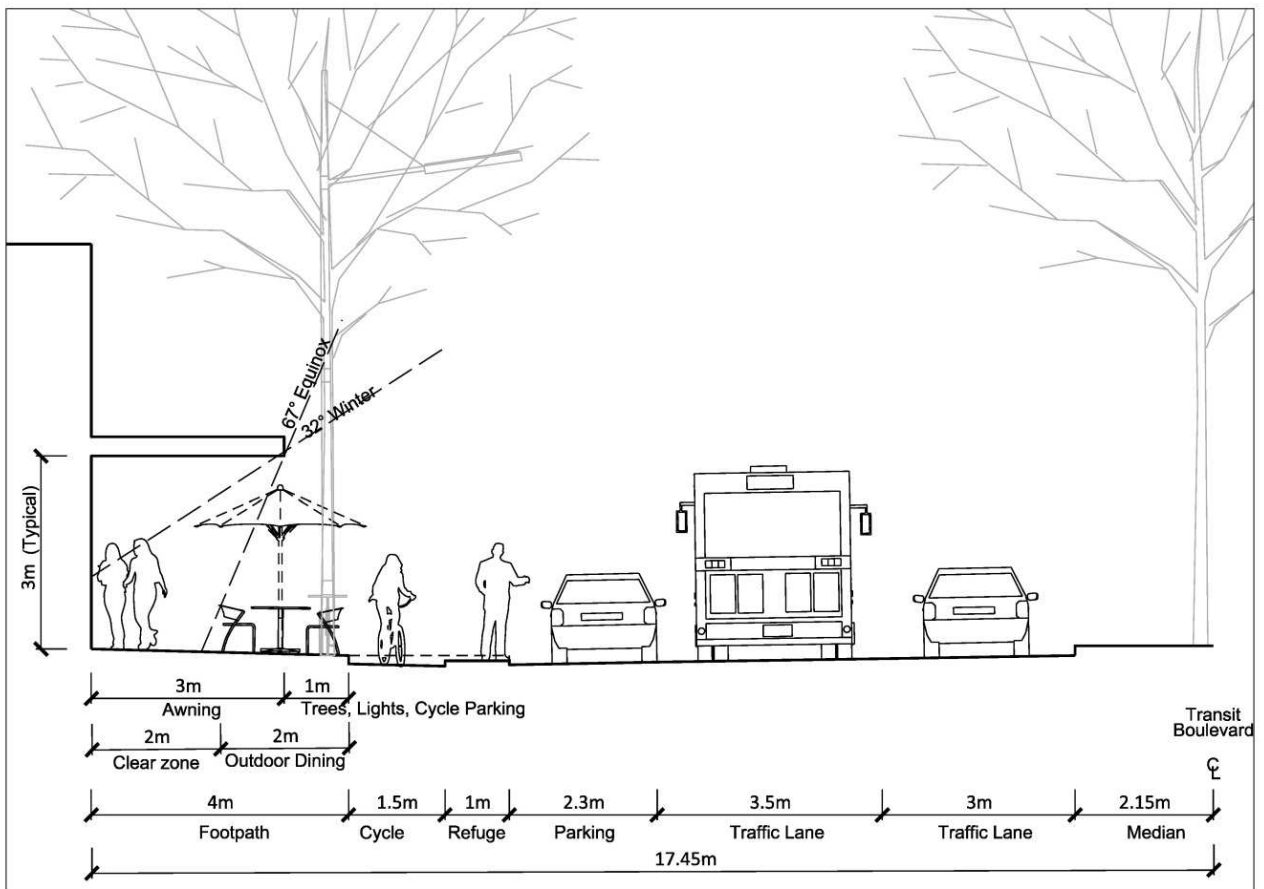 67° Equinox
32° Winter
3m (Typical)
3m
1m
Awning
Trees, Lights, Cycle Parking
2m
2m
Clear zone
Outdoor Dining
Transit
Boulevard
℄
4m
1.5m
1m
2.3m
3.5m
3m
2.15m
Footpath
Cycle
Refuge
Parking
Traffic Lane
Traffic Lane
Median
17.45m